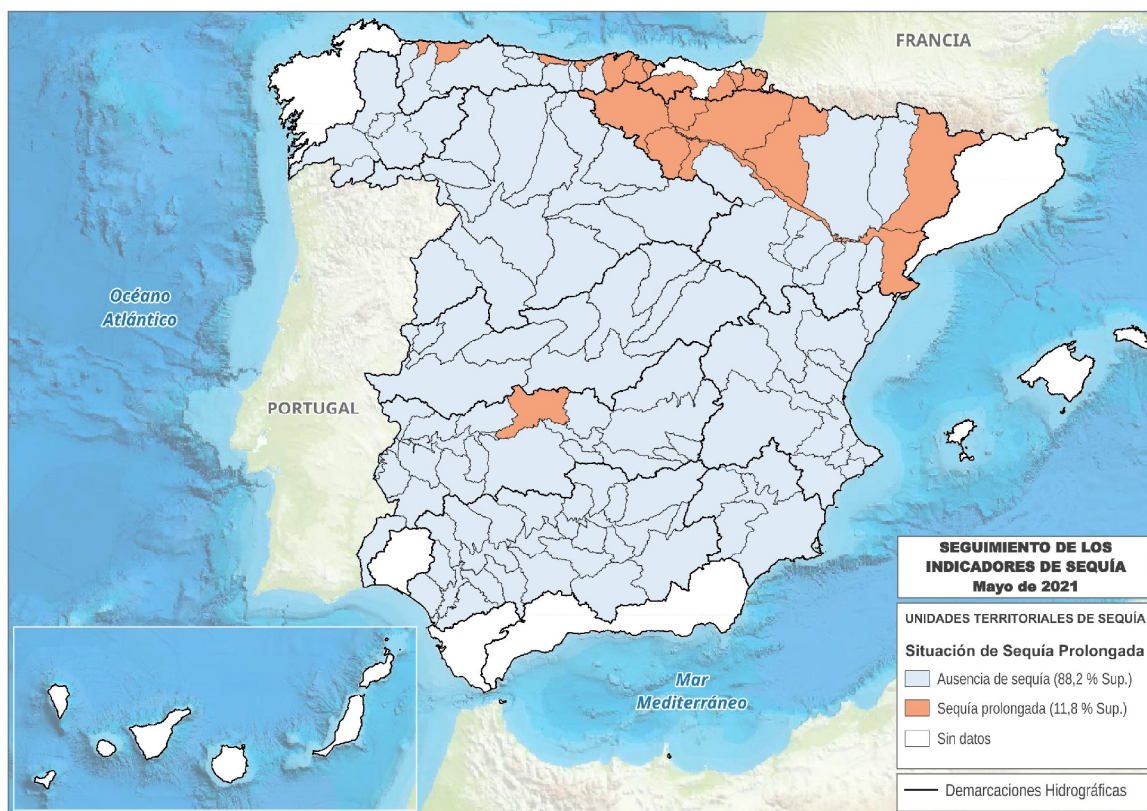 FRANCIA
Océano
Atlántico
PORTUGAL
Mar
Mediterráneo
SEGUIMIENTO DE LOS
INDICADORES DE SEQUÍA
Mayo de 2021
UNIDADES TERRITORIALES DE SEQUÍA
Situación de Sequía Prolongada
Ausencia de sequía (88,2 % Sup.)
Sequía prolongada (11,8 % Sup.)
Sin datos
Demarcaciones Hidrográficas